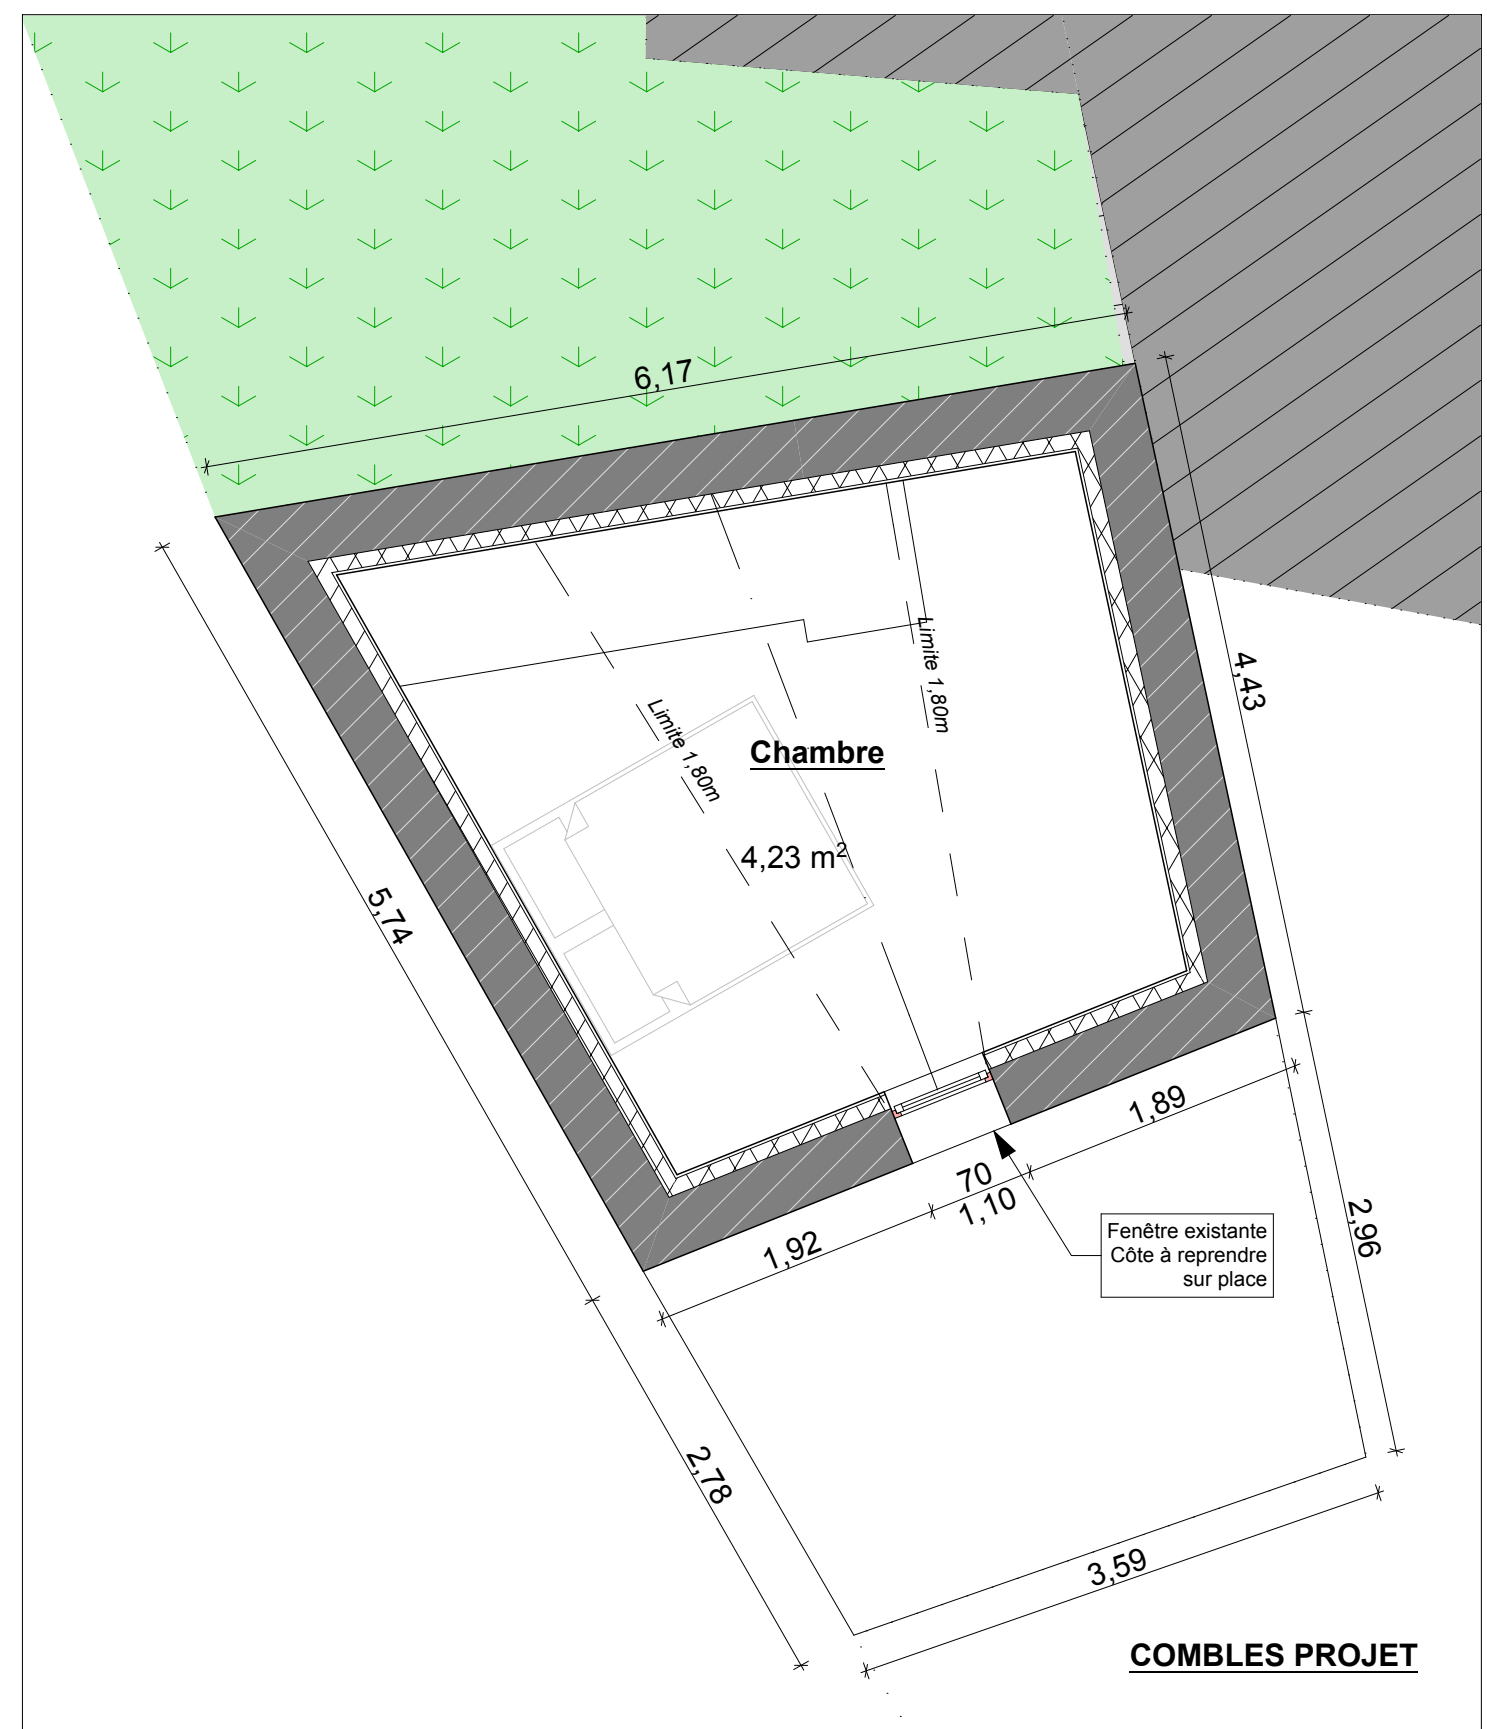 6,17
4,43
Limite 1,80m
Limite 1,80m
Chambre
4,23 m²
5,74
1,89
70
1,10
1,92
Fenêtre existante
Côte à reprendre
sur place
2,96
2,78
3,59
COMBLES PROJET